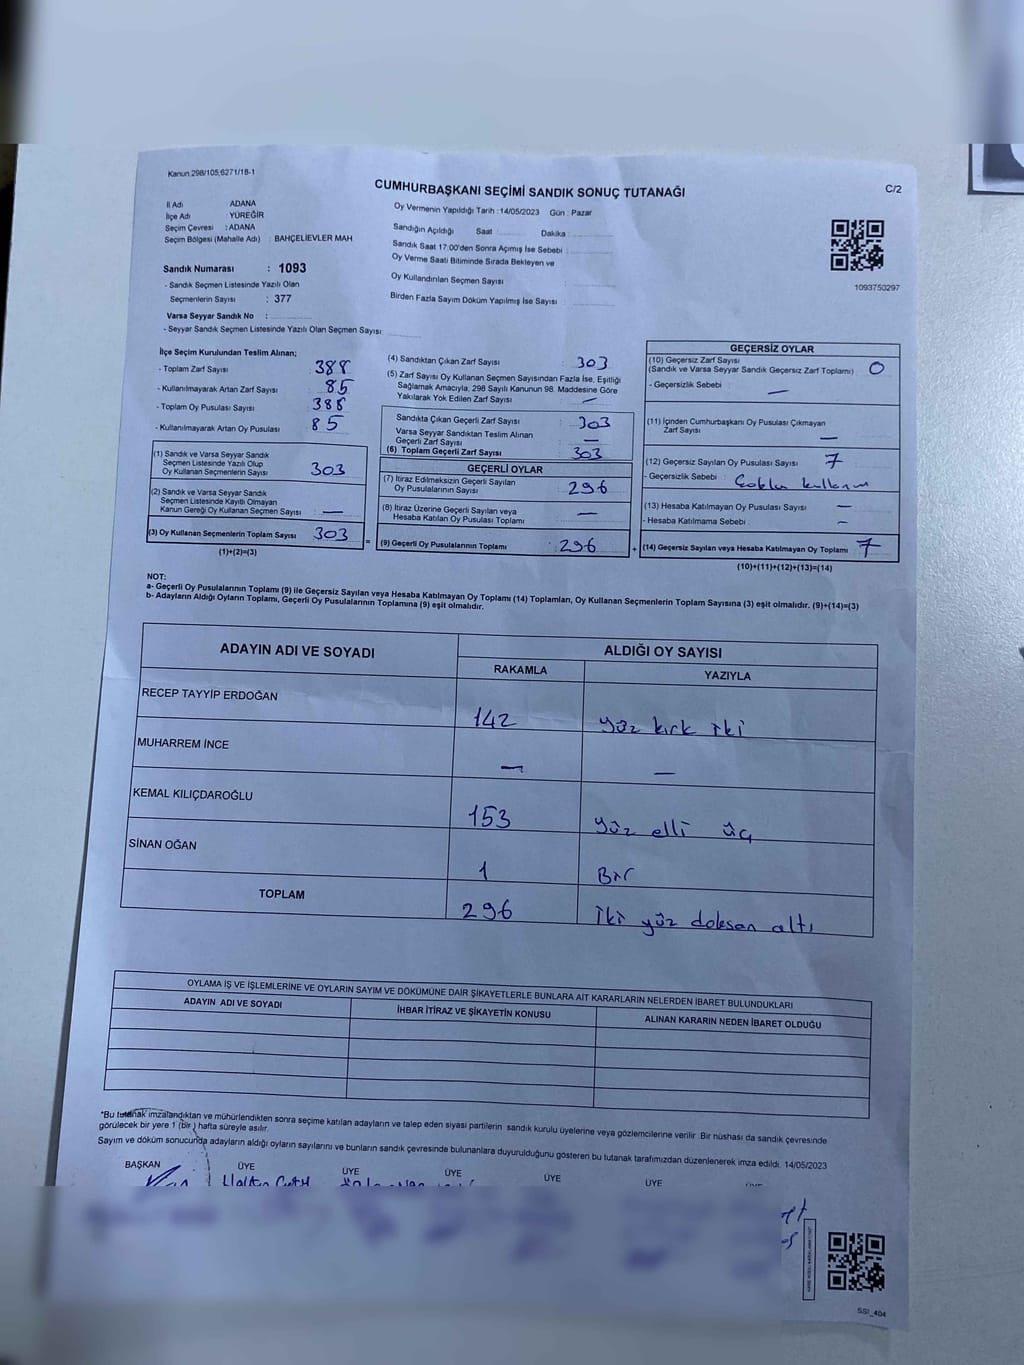 Kanun.298/105,6271/18-1
CUMHURBAŞKANI SEÇİMİ SANDIK SONUÇ TUTANAĞI
C/2
İl Adı ADANA
İlçe Adı YÜREĞİR
Seçim Çevresi : ADANA
Seçim Bölgesi (Mahalle Adı) : BAHÇELİEVLER MAH
Sandık Numarası : 1093
- Sandık Seçmen Listesinde Yazılı Olan
Seçmenlerin Sayısı : 377
Varsa Seyyar Sandık No :
- Seyyar Sandık Seçmen Listesinde Yazılı Olan Seçmen Sayısı:
Oy Vermenin Yapıldığı Tarih :14/05/2023 Gün : Pazar
Sandığın Açıldığı Saat Dakika :
Sandık Saat 17:00'den Sonra Açımış İse Sebebi :
Oy Verme Saati Bitiminde Sırada Bekleyen ve
Oy Kullandırılan Seçmen Sayısı :
Birden Fazla Sayım Döküm Yapılmış İse Sayısı :
1093750297
İlçe Seçim Kurulundan Teslim Alınan;
- Toplam Zarf Sayısı : 388
- Kullanılmayarak Artan Zarf Sayısı : 85
- Toplam Oy Pusulası Sayısı : 388
- Kullanılmayarak Artan Oy Pusulası : 85
(1) Sandık ve Varsa Seyyar Sandık
Seçmen Listesinde Yazılı Olup
Oy Kullanan Seçmenlerin Sayısı : 303
(2) Sandık ve Varsa Seyyar Sandık
Seçmen Listesinde Kayıtlı Olmayan
Kanun Gereği Oy Kullanan Seçmen Sayısı : —
(3) Oy Kullanan Seçmenlerin Toplam Sayısı : 303
(1)+(2)=(3)
=
(4) Sandıktan Çıkan Zarf Sayısı : 303
(5) Zarf Sayısı Oy Kullanan Seçmen Sayısından Fazla İse, Eşitliği
Sağlamak Amacıyla, 298 Sayılı Kanunun 98. Maddesine Göre
Yakılarak Yok Edilen Zarf Sayısı : —
Sandıkta Çıkan Geçerli Zarf Sayısı : 303
Varsa Seyyar Sandıktan Teslim Alınan
Geçerli Zarf Sayısı : —
(6) Toplam Geçerli Zarf Sayısı : 303
GEÇERLİ OYLAR
(7) İtiraz Edilmeksizin Geçerli Sayılan
Oy Pusulalarının Sayısı : 296
(8) İtiraz Üzerine Geçerli Sayılan veya
Hesaba Katılan Oy Pusulası Toplamı : —
(9) Geçerli Oy Pusulalarının Toplamı : 296
+
GEÇERSİZ OYLAR
(10) Geçersiz Zarf Sayısı
(Sandık ve Varsa Seyyar Sandık Geçersiz Zarf Toplamı) : 0
- Geçersizlik Sebebi : —
(11) İçinden Cumhurbaşkanı Oy Pusulası Çıkmayan
Zarf Sayısı : —
(12) Geçersiz Sayılan Oy Pusulası Sayısı : 7
- Geçersizlik Sebebi : Çoklu kullanım
(13) Hesaba Katılmayan Oy Pusulası Sayısı : —
- Hesaba Katılmama Sebebi : —
(14) Geçersiz Sayılan veya Hesaba Katılmayan Oy Toplamı : 7
(10)+(11)+(12)+(13)=(14)
NOT:
a- Geçerli Oy Pusulalarının Toplamı (9) ile Geçersiz Sayılan veya Hesaba Katılmayan Oy Toplamı (14) Toplamları, Oy Kullanan Seçmenlerin Toplam Sayısına (3) eşit olmalıdır. (9)+(14)=(3)
b- Adayların Aldığı Oyların Toplamı, Geçerli Oy Pusulalarının Toplamına (9) eşit olmalıdır.
ADAYIN ADI VE SOYADI
ALDIĞI OY SAYISI
RAKAMLA YAZIYLA
RECEP TAYYİP ERDOĞAN 142 yüz kırk iki
MUHARREM İNCE — —
KEMAL KILIÇDAROĞLU 153 yüz elli üç
SİNAN OĞAN 1 Bir
TOPLAM 296 iki yüz doksan altı
OYLAMA İŞ VE İŞLEMLERİNE VE OYLARIN SAYIM VE DÖKÜMÜNE DAİR ŞİKAYETLERLE BUNLARA AİT KARARLARIN NELERDEN İBARET BULUNDUKLARI
ADAYIN ADI VE SOYADI İHBAR İTİRAZ VE ŞİKAYETİN KONUSU ALINAN KARARIN NEDEN İBARET OLDUĞU
*Bu tutanak imzalandıktan ve mühürlendikten sonra seçime katılan adayların ve talep eden siyasi partilerin sandık kurulu üyelerine veya gözlemcilerine verilir. Bir nüshası da sandık çevresinde
görülecek bir yere 1 (bir ) hafta süreyle asılır.
Sayım ve döküm sonucunda adayların aldığı oyların sayılarını ve bunların sandık çevresinde bulunanlara duyurulduğunu gösteren bu tutanak tarafımızdan düzenlenerek imza edildi. 14/05/2023
BAŞKAN ÜYE ÜYE ÜYE ÜYE ÜYE
SSI_404